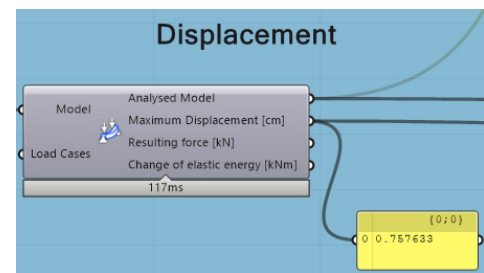 Displacement
Model
Load Cases
Analysed Model
Maximum Displacement [cm]
Resulting force [kN]
Change of elastic energy [kNm]
117ms
{0;0}
0 0.757633